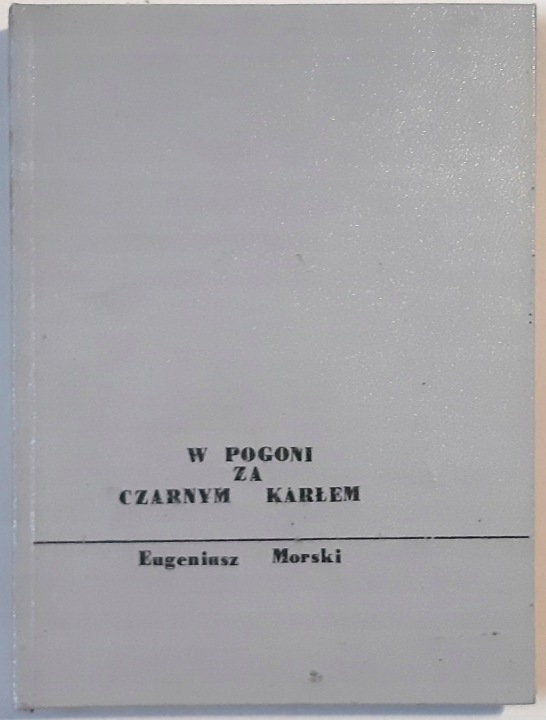 W POGONI
ZA
CZARNYM KARŁEM
Eugeniusz Morski